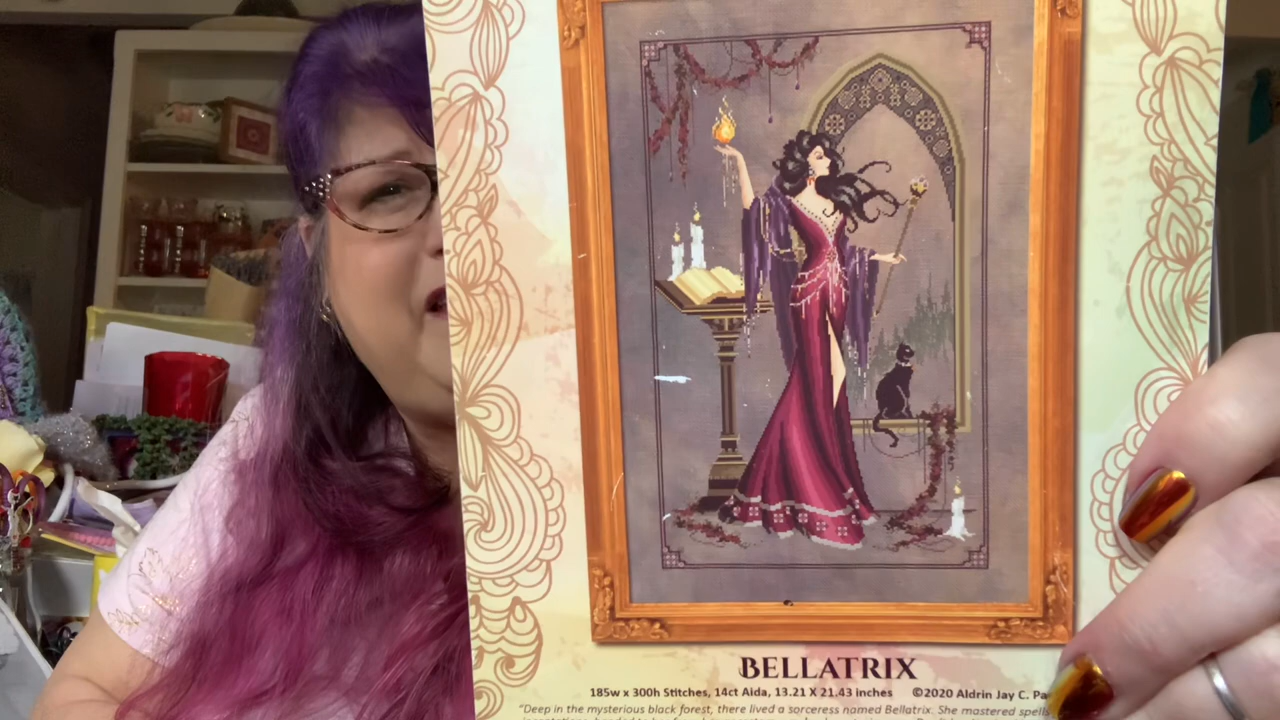 BELLATRIX
185w x 300h Stitches, 14ct Aida, 13.21 X 21.43 inches ©2020 Aldrin Jay C. Pa
"Deep in the mysterious black forest, there lived a sorceress named Bellatrix. She mastered spells